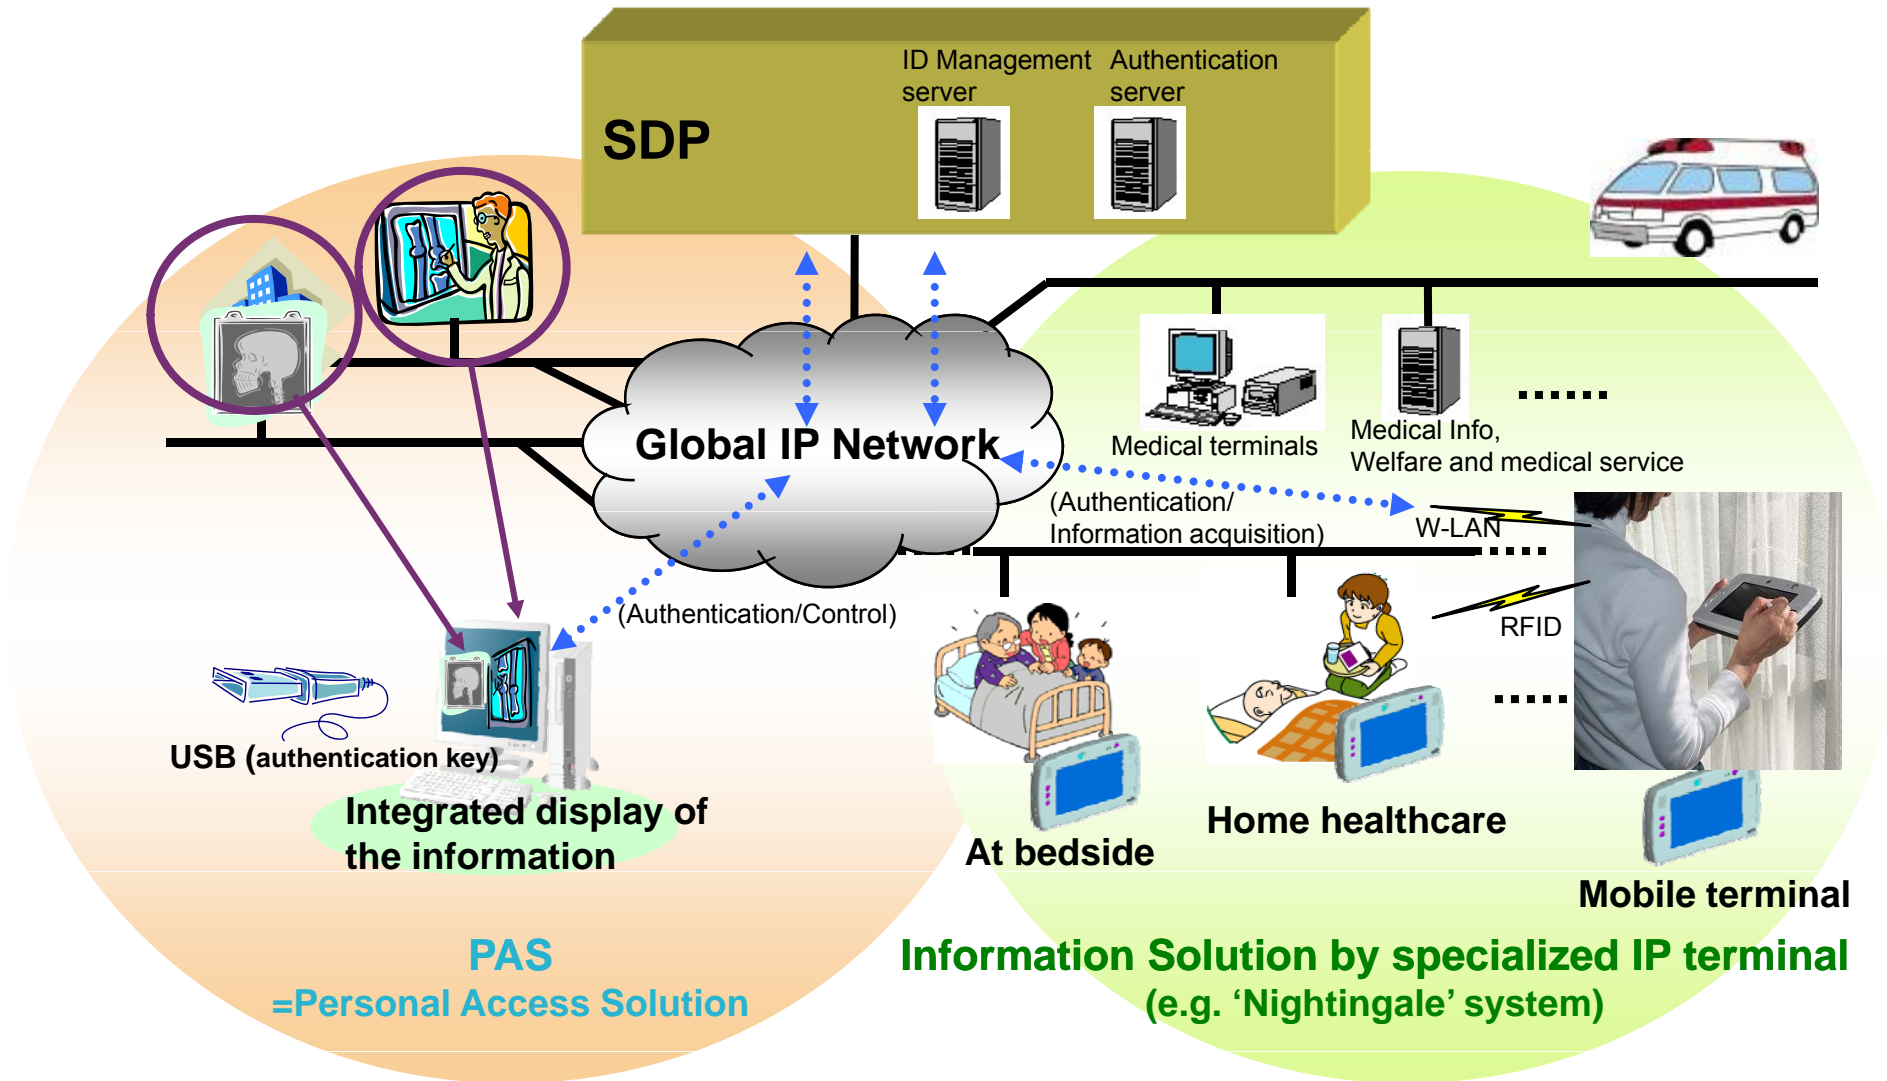 ID Management
server
Authentication
server
SDP
Global IP Network
Medical terminals
Medical Info,
Welfare and medical service
(Authentication/
Information acquisition)
W-LAN
RFID
(Authentication/Control)
USB (authentication key)
Integrated display of
the information
At bedside
Home healthcare
Mobile terminal
PAS
=Personal Access Solution
Information Solution by specialized IP terminal
(e.g. ‘Nightingale’ system)